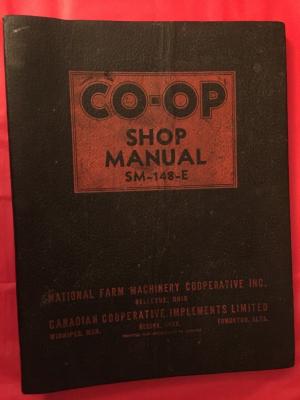 CO-OP
SHOP
MANUAL
SM-148-E
NATIONAL FARM MACHINERY COOPERATIVE INC.
BELLEVUE, OHIO
CANADIAN COOPERATIVE IMPLEMENTS LIMITED
WINNIPEG, MAN. REGINA, SASK. EDMONTON, ALTA.